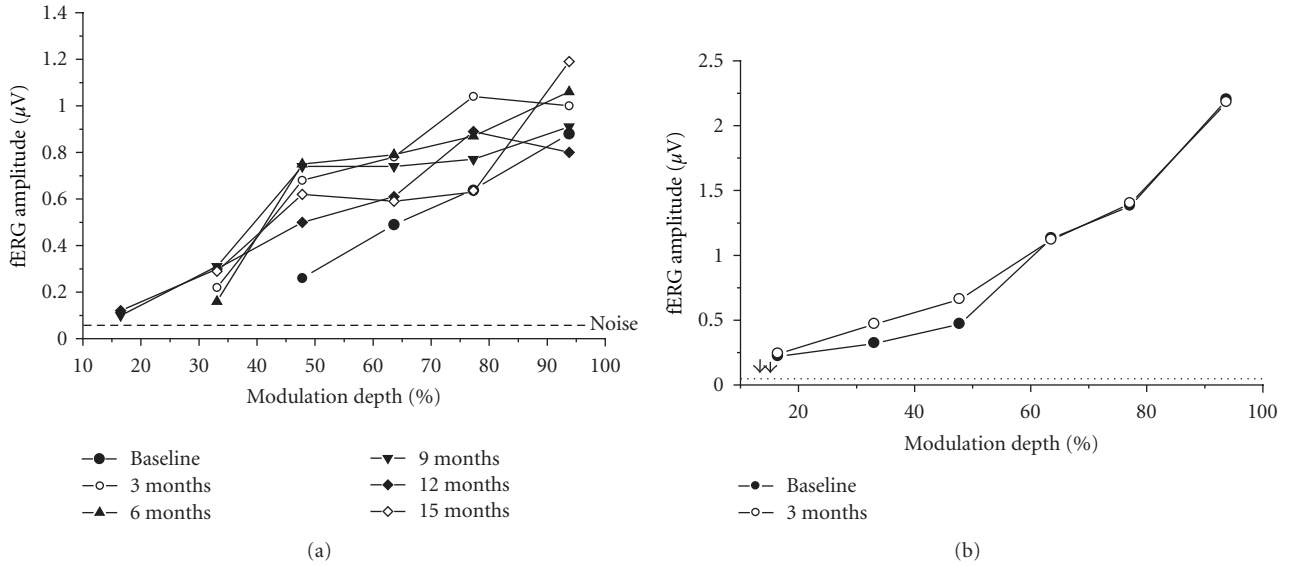 1.4
1.2
1
0.8
0.6
0.4
0.2
0
fERG amplitude (µV)
Noise
10 20 30 40 50 60 70 80 90 100
Modulation depth (%)
Baseline
3 months
6 months
9 months
12 months
15 months
(a)
2.5
2
1.5
1
0.5
0
fERG amplitude (µV)
20 40 60 80 100
Modulation depth (%)
Baseline
3 months
(b)